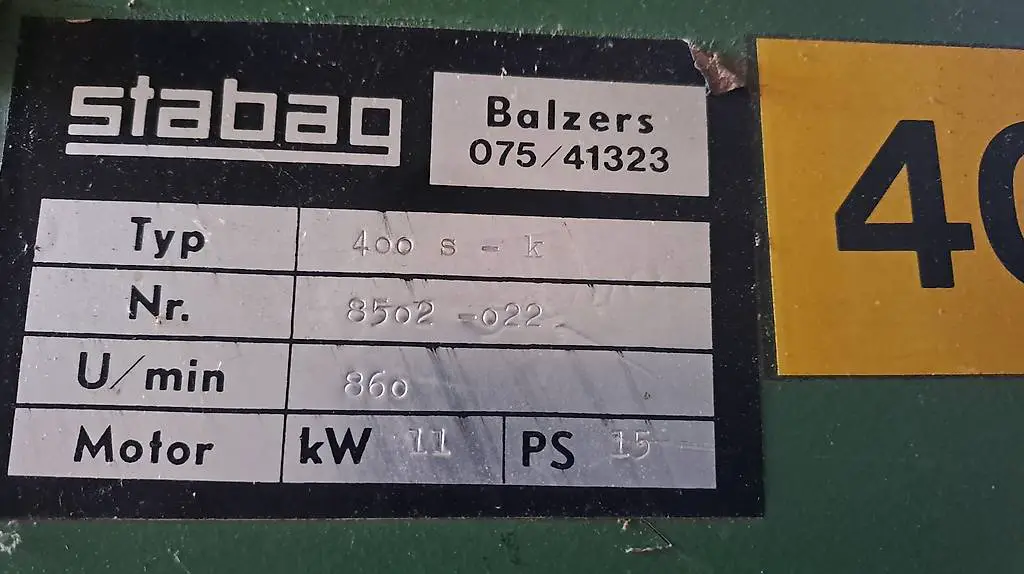 stabag
Balzers
075/41323
Typ 400 s - k
Nr. 8502 -022
U/min 860
Motor kW 11 PS 15
40